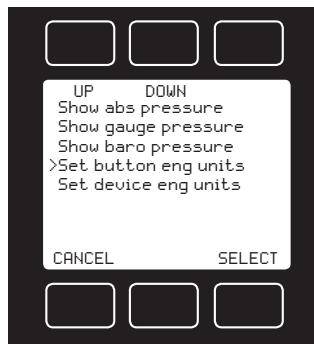 UP DOWN
Show abs pressure
Show gauge pressure
Show baro pressure
>Set button eng units
Set device eng units
CANCEL SELECT